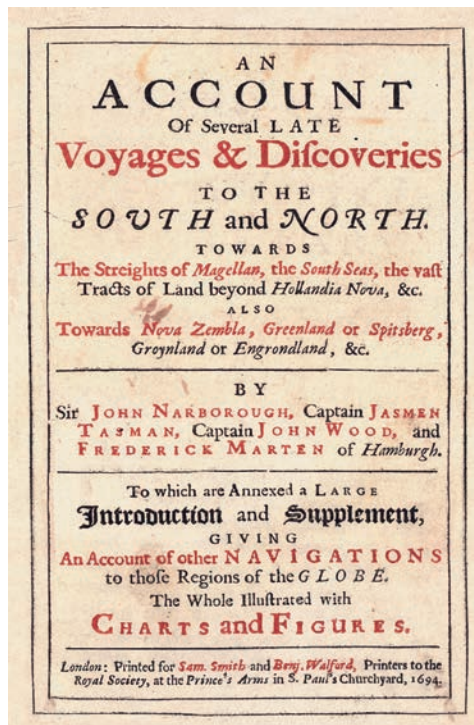 AN
ACCOUNT
Of Several LATE
Voyages & Diſcoveries
TO THE
SOUTH and NORTH.
TOWARDS
The Streights of Magellan, the South Seas, the vaſt
Tracts of Land beyond Hollandia Nova, &c.
ALSO
Towards Nova Zembla, Greenland or Spitsberg,
Groynland or Engrondland, &c.
BY
Sir JOHN NARBOROUGH, Captain JASMEN
TASMAN, Captain JOHN WOOD, and
FREDERICK MARTEN of Hamburgh.
To which are Annexed a LARGE
Introduction and Supplement,
GIVING
An Account of other NAVIGATIONS
to thoſe Regions of the GLOBE.
The Whole Illuſtrated with
CHARTS and FIGURES.
London: Printed for Sam. Smith and Benj. Walford, Printers to the
Royal Society, at the Prince's Arms in S. Paul's Churchyard, 1694.